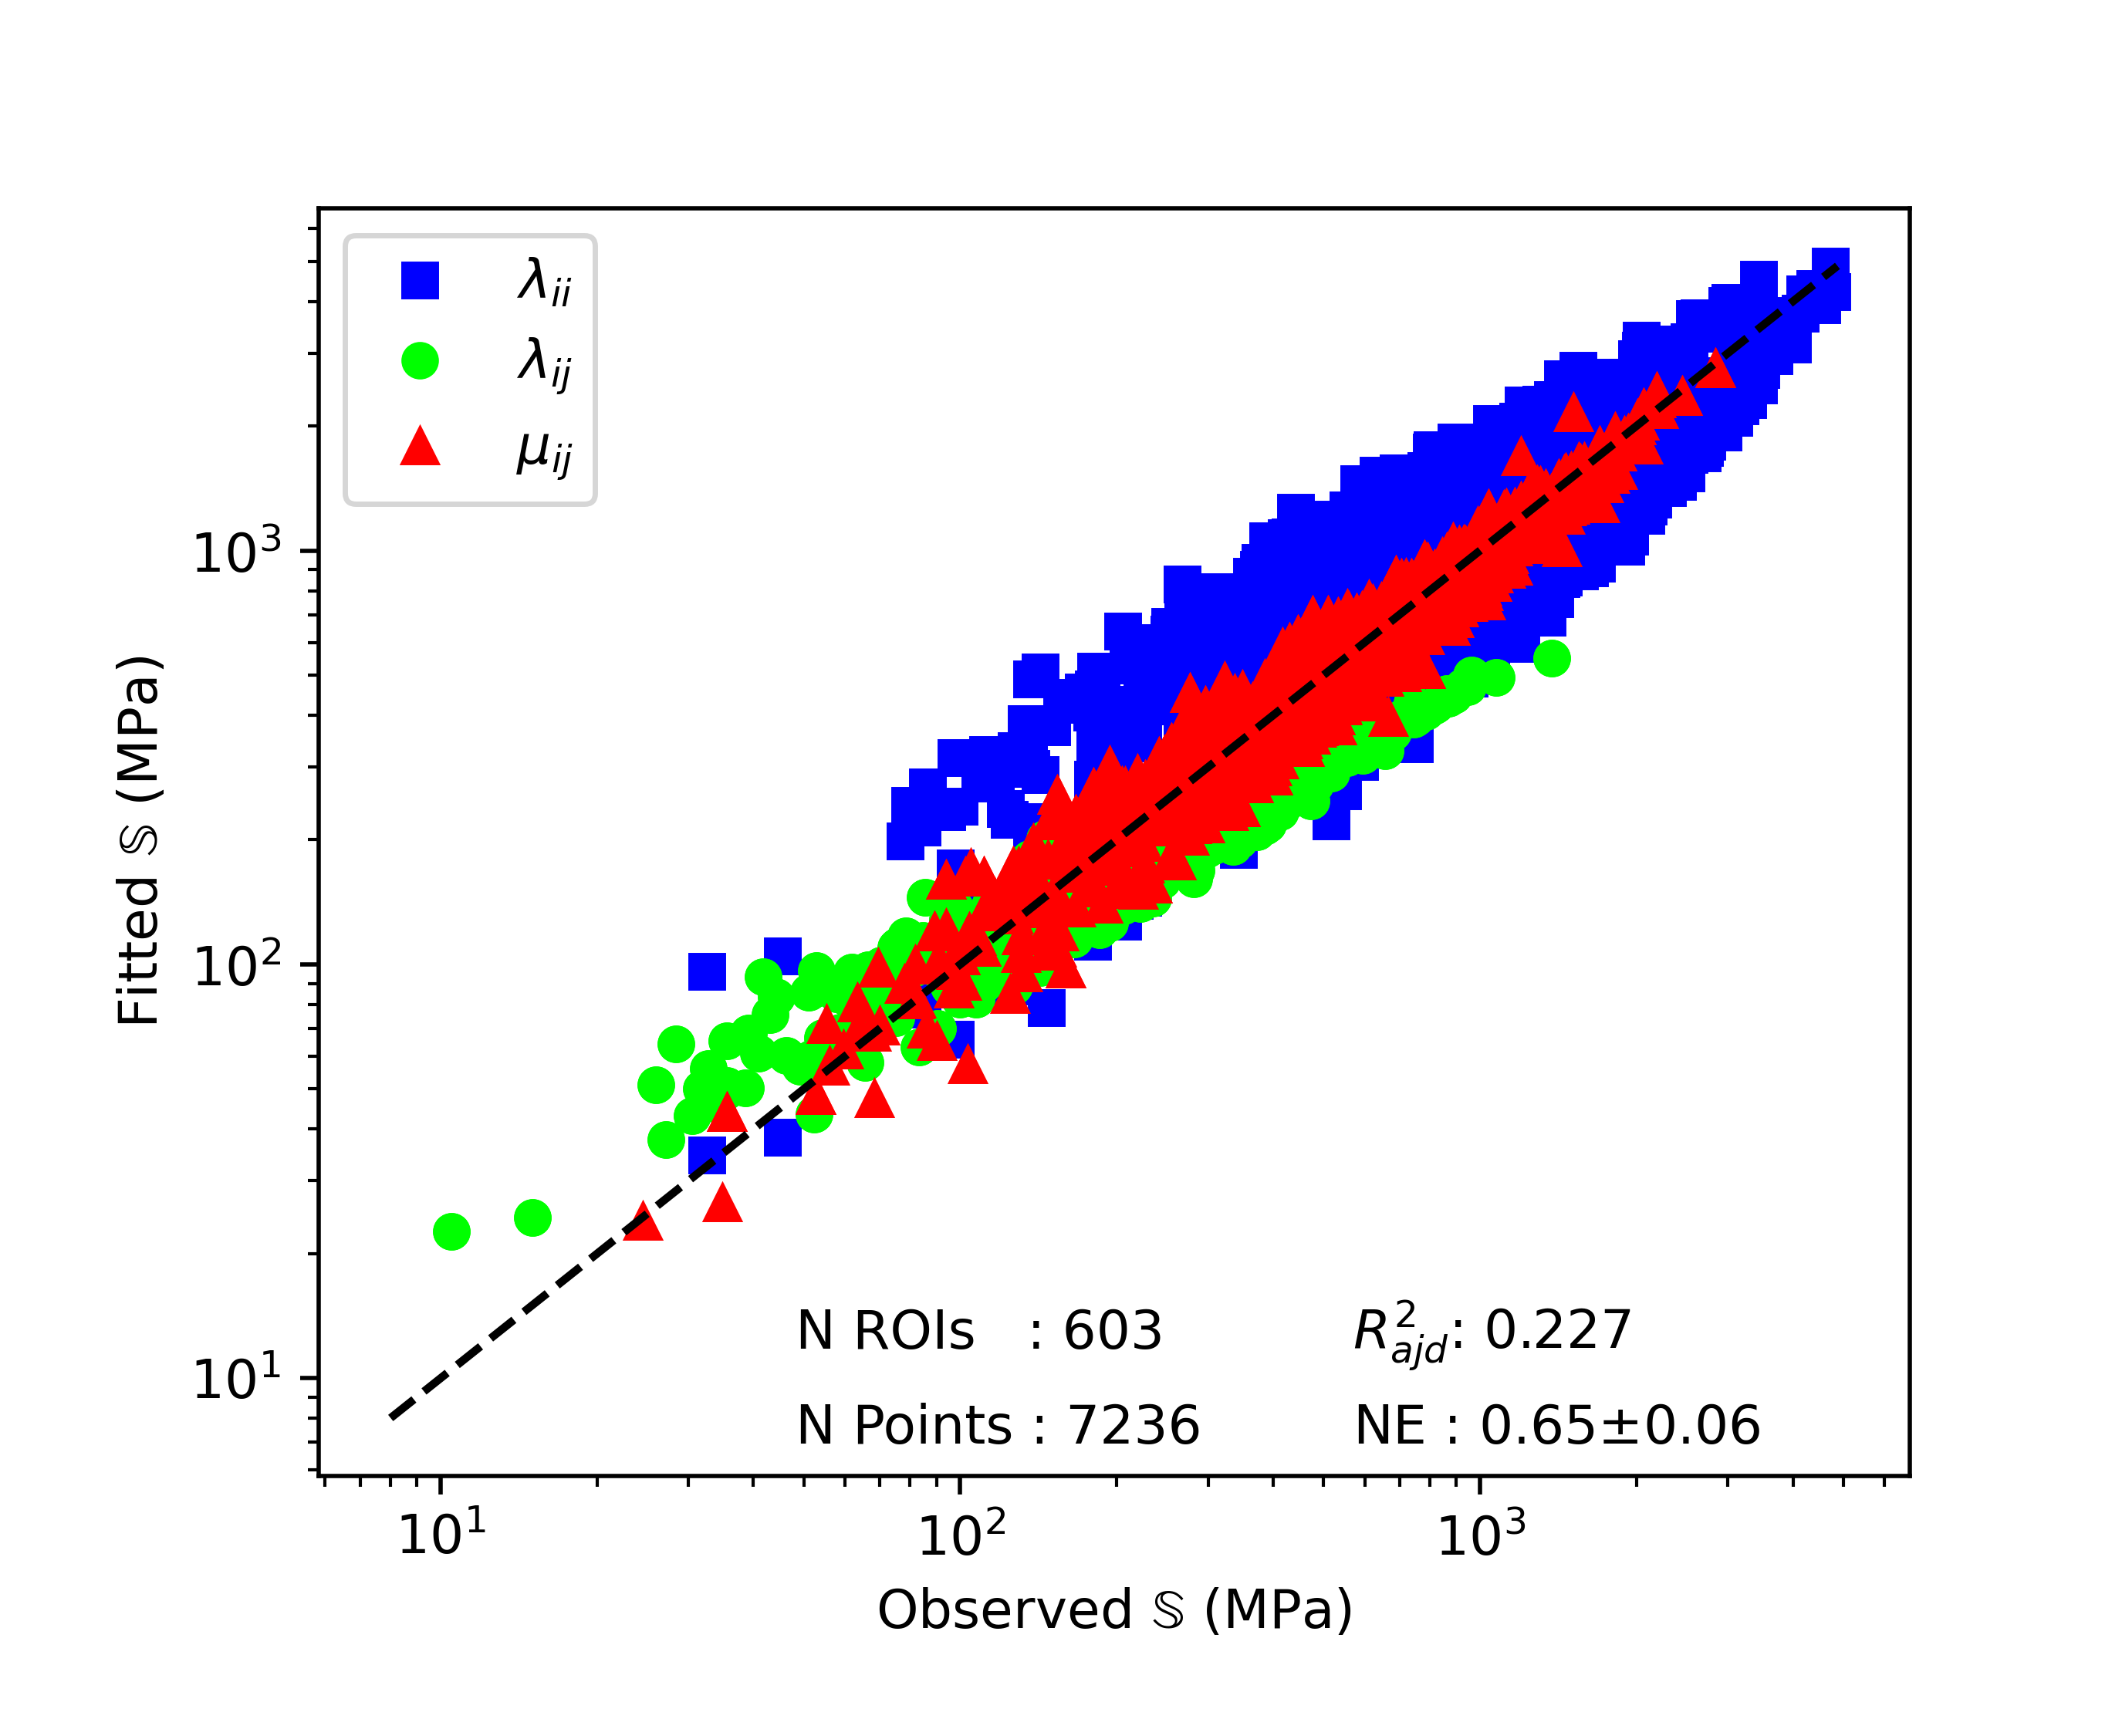 λii
λij
μij
10³
10²
10¹
Fitted 𝕊 (MPa)
N ROIs : 603
R²ajd: 0.227
N Points : 7236
NE : 0.65±0.06
10¹
10²
10³
Observed 𝕊 (MPa)